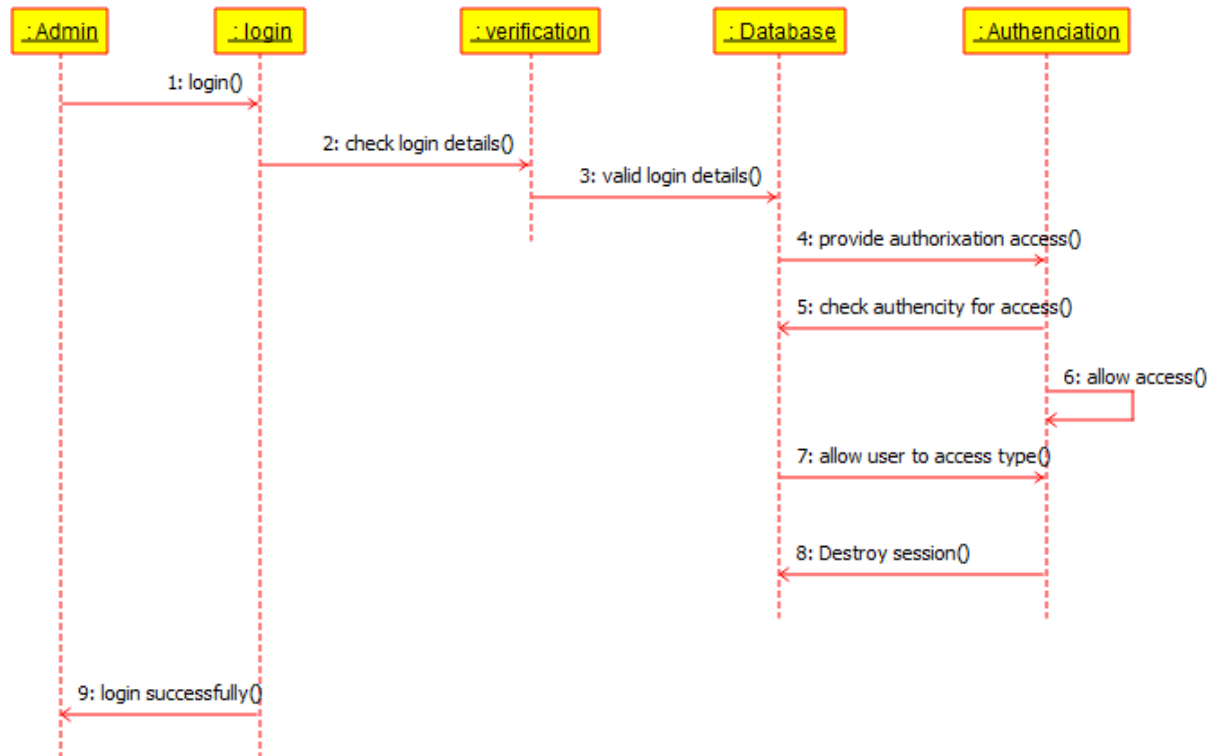 : Admin
: login
: verification
: Database
: Authenciation
1: login()
2: check login details()
3: valid login details()
4: provide authorixation access()
5: check authencity for access()
6: allow access()
7: allow user to access type()
8: Destroy session()
9: login successfully()